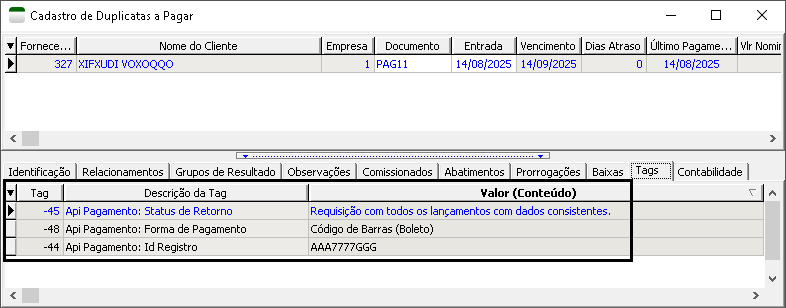 Cadastro de Duplicatas a Pagar
Fornece... Nome do Cliente Empresa Documento Entrada Vencimento Dias Atraso Último Pagame... Vlr Nomin
327 XIFXUDI VOXOQQO 1 PAG11 14/08/2025 14/09/2025 0 14/08/2025
Identificação Relacionamentos Grupos de Resultado Observações Comissionados Abatimentos Prorrogações Baixas Tags Contabilidade
Tag Descrição da Tag Valor (Conteúdo)
-45 Api Pagamento: Status de Retorno Requisição com todos os lançamentos com dados consistentes.
-48 Api Pagamento: Forma de Pagamento Código de Barras (Boleto)
-44 Api Pagamento: Id Registro AAA7777GGG